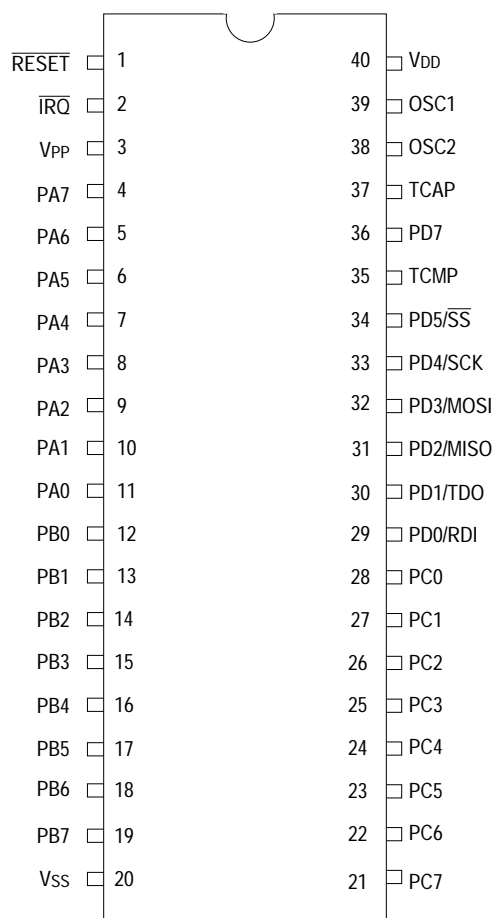 RESET 1 40 VDD
IRQ 2 39 OSC1
VPP 3 38 OSC2
PA7 4 37 TCAP
PA6 5 36 PD7
PA5 6 35 TCMP
PA4 7 34 PD5/SS
PA3 8 33 PD4/SCK
PA2 9 32 PD3/MOSI
PA1 10 31 PD2/MISO
PA0 11 30 PD1/TDO
PB0 12 29 PD0/RDI
PB1 13 28 PC0
PB2 14 27 PC1
PB3 15 26 PC2
PB4 16 25 PC3
PB5 17 24 PC4
PB6 18 23 PC5
PB7 19 22 PC6
VSS 20 21 PC7